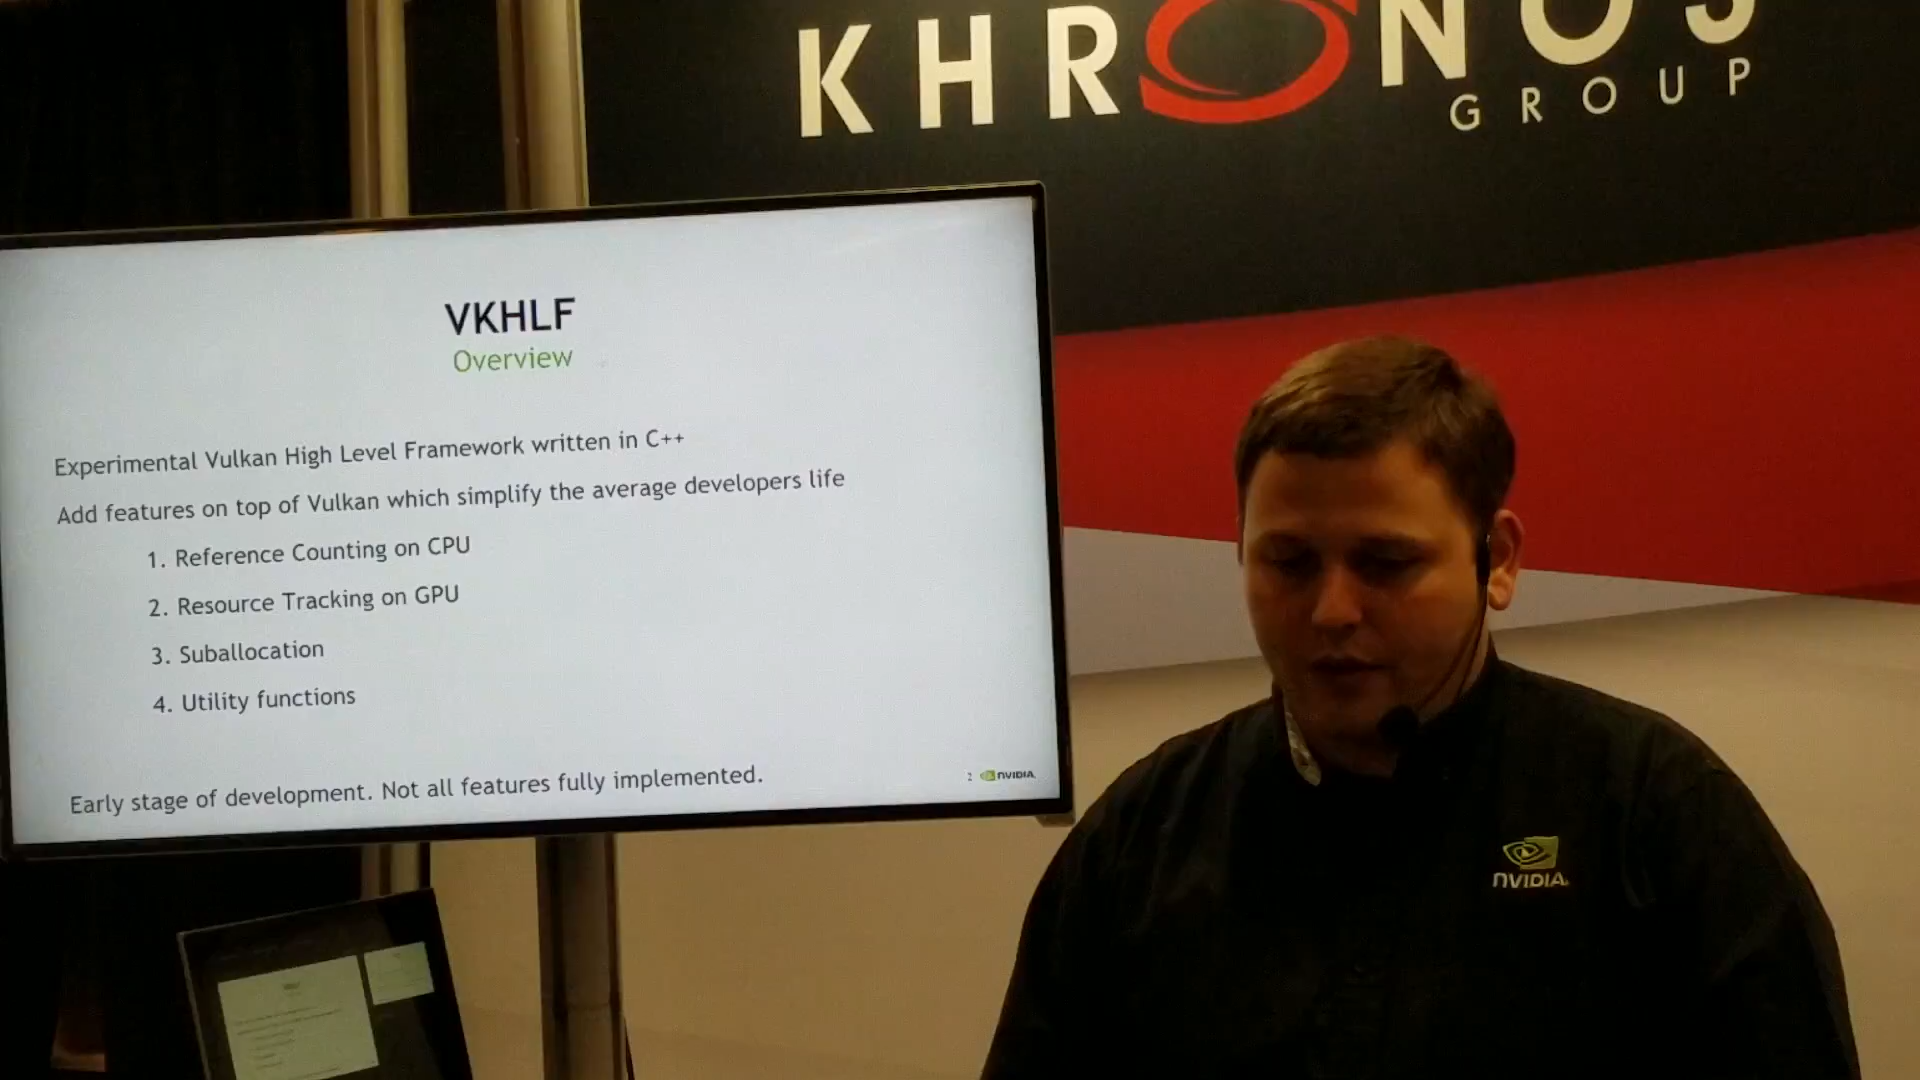 KHRONOS
GROUP
VKHLF
Overview
Experimental Vulkan High Level Framework written in C++
Add features on top of Vulkan which simplify the average developers life
1. Reference Counting on CPU
2. Resource Tracking on GPU
3. Suballocation
4. Utility functions
Early stage of development. Not all features fully implemented.
2 NVIDIA.
NVIDIA.